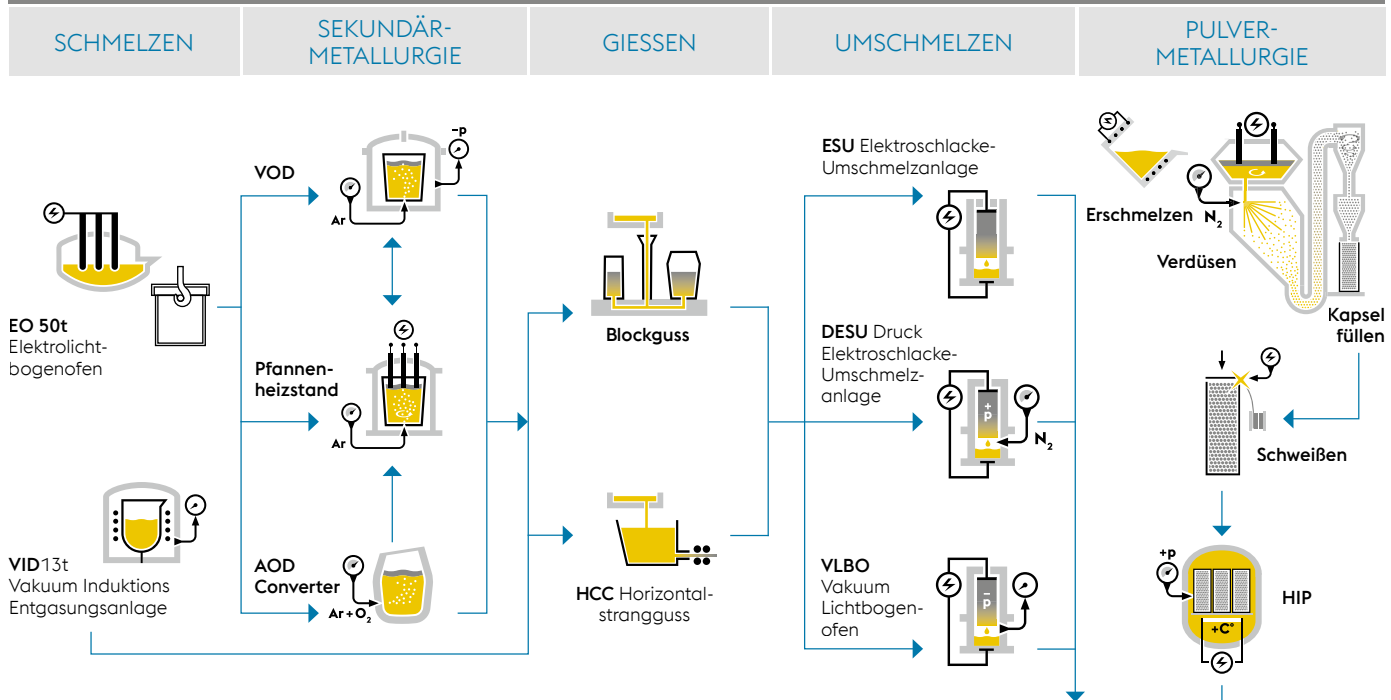 SCHMELZEN
SEKUNDÄR-
METALLURGIE
GIESSEN
UMSCHMELZEN
PULVER-
METALLURGIE
EO 50t
Elektrolicht-
bogenofen
VID13t
Vakuum Induktions
Entgasungsanlage
VOD
-p
Ar
Pfannen-
heizstand
Ar
AOD
Converter
Ar+O₂
Blockguss
HCC Horizontal-
strangguss
ESU Elektroschlacke-
Umschmelzanlage
DESU Druck
Elektroschlacke-
Umschmelz-
anlage
+
P
N₂
VLBO
Vakuum
Lichtbogen-
ofen
–
P
Erschmelzen
N₂
Verdüsen
Kapsel
füllen
Schweißen
+p
HIP
+C°